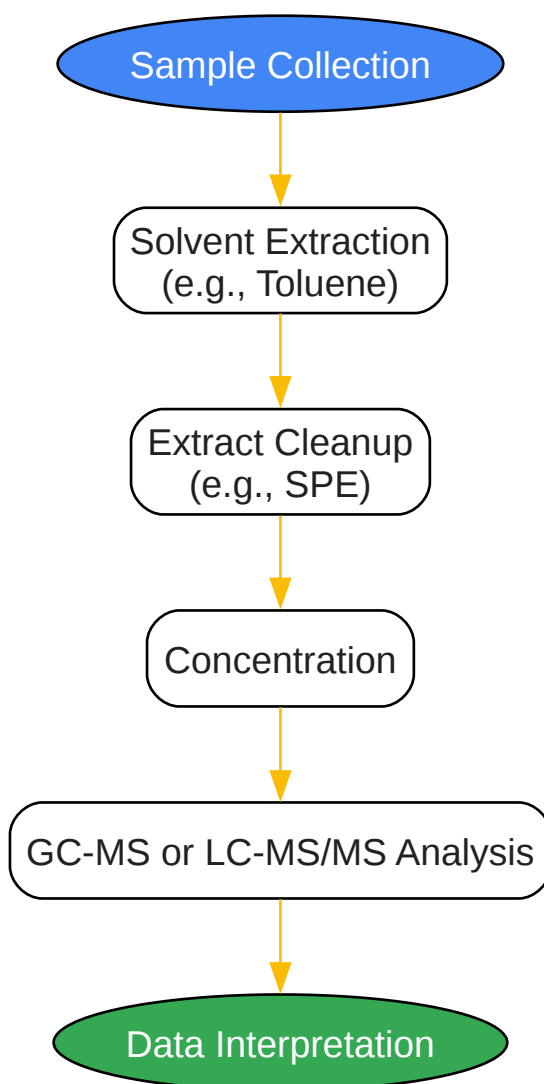 Sample Collection
Solvent Extraction
(e.g., Toluene)
Extract Cleanup
(e.g., SPE)
Concentration
GC-MS or LC-MS/MS Analysis
Data Interpretation